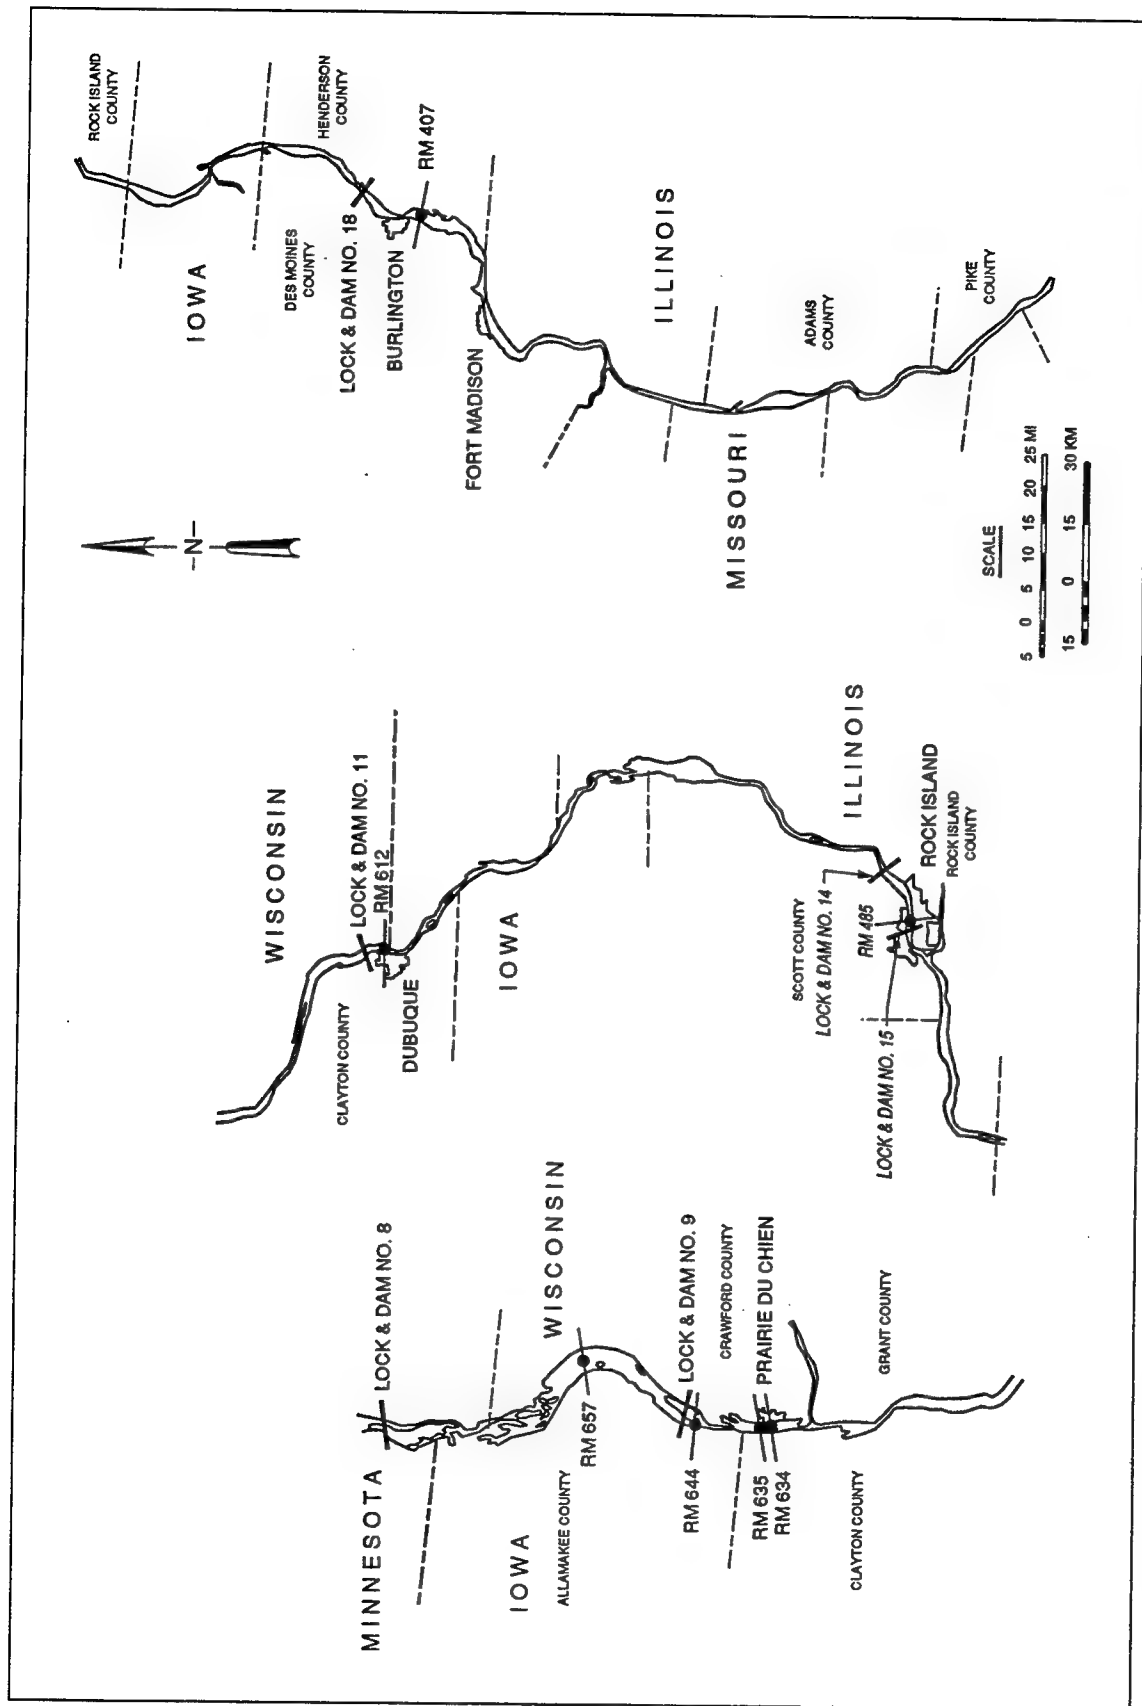 MINNESOTA
LOCK & DAM NO. 8
IOWA
ALLAMAKEE COUNTY
WISCONSIN
RM 657
LOCK & DAM NO. 9
RM 644
CRAWFORD COUNTY
PRAIRIE DU CHIEN
RM 635
RM 634
CLAYTON COUNTY
GRANT COUNTY
WISCONSIN
CLAYTON COUNTY
LOCK & DAM NO. 11
RM 612
DUBUQUE
IOWA
SCOTT COUNTY
LOCK & DAM NO. 14
ILLINOIS
RM 485
LOCK & DAM NO. 15
ROCK ISLAND
ROCK ISLAND
COUNTY
-N-
ROCK ISLAND
COUNTY
IOWA
DES MOINES
COUNTY
HENDERSON
COUNTY
LOCK & DAM NO. 18
BURLINGTON
RM 407
FORT MADISON
ILLINOIS
MISSOURI
ADAMS
COUNTY
PIKE
COUNTY
SCALE
5 0 5 10 15 20 25 MI
15 0 15 30 KM